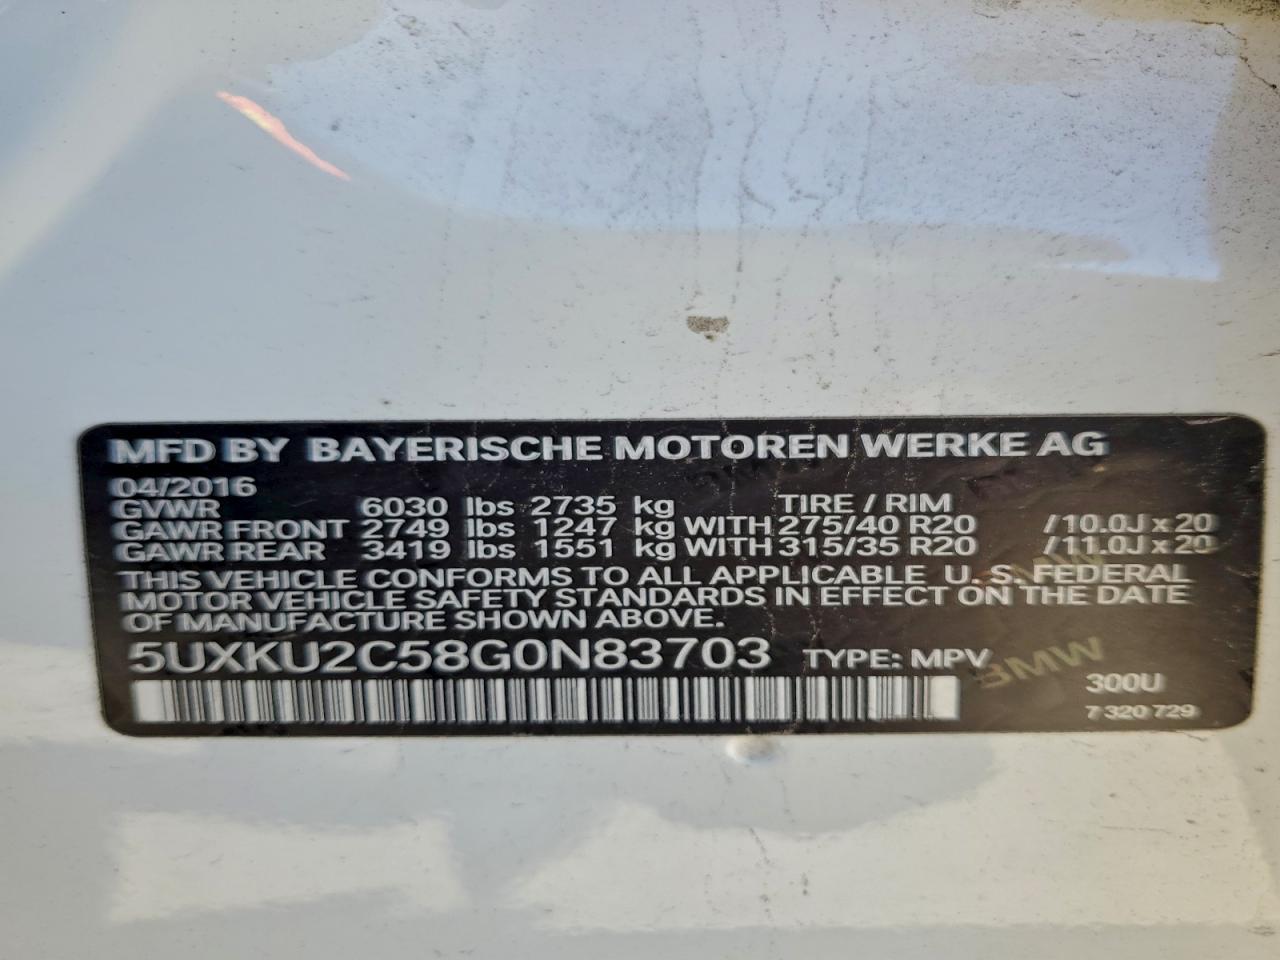 MFD BY BAYERISCHE MOTOREN WERKE AG
04/2016
GVWR 6030 lbs 2735 kg TIRE / RIM
GAWR FRONT 2749 lbs 1247 kg WITH 275/40 R20 /10.0J x 20
GAWR REAR 3419 lbs 1551 kg WITH 315/35 R20 /11.0J x 20
THIS VEHICLE CONFORMS TO ALL APPLICABLE U. S. FEDERAL
MOTOR VEHICLE SAFETY STANDARDS IN EFFECT ON THE DATE
OF MANUFACTURE SHOWN ABOVE.
5UXKU2C58G0N83703 TYPE: MPV
BMW
300U
7 320 729